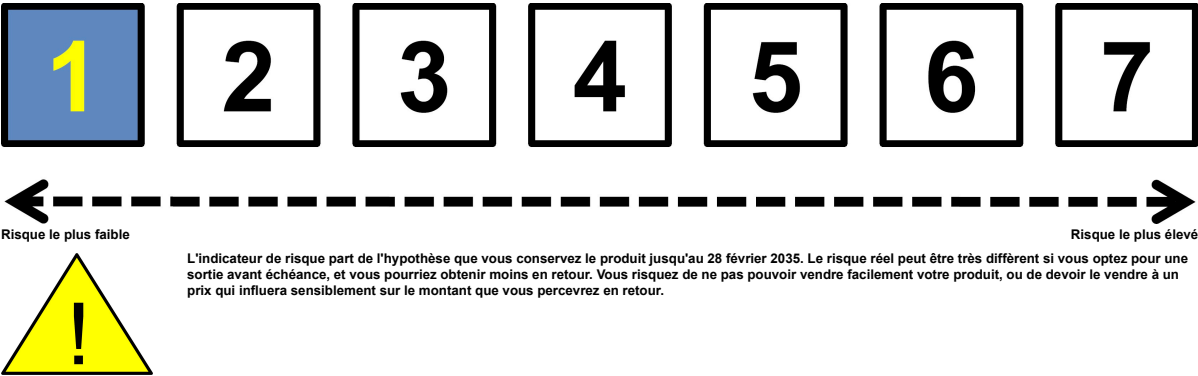 1 2 3 4 5 6 7
Risque le plus faible Risque le plus élevé
L'indicateur de risque part de l'hypothèse que vous conservez le produit jusqu'au 28 février 2035. Le risque réel peut être très diffèrent si vous optez pour une
sortie avant échéance, et vous pourriez obtenir moins en retour. Vous risquez de ne pas pouvoir vendre facilement votre produit, ou de devoir le vendre à un
prix qui influera sensiblement sur le montant que vous percevrez en retour.
!